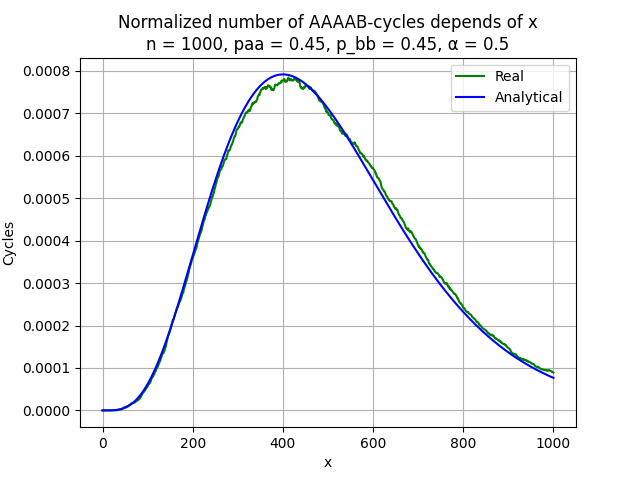 Normalized number of AAAAB-cycles depends of x
n = 1000, paa = 0.45, p_bb = 0.45, α = 0.5
Real
Analytical
0.0008
0.0007
0.0006
0.0005
0.0004
0.0003
0.0002
0.0001
0.0000
Cycles
0 200 400 600 800 1000
x